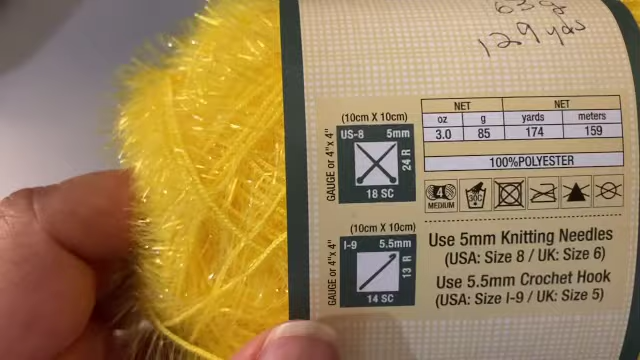 63g
129 yds
(10cm X 10cm)
GAUGE or 4"x 4"
US-8 5mm
24 R
18 SC
NET NET
oz g yards meters
3.0 85 174 159
100%POLYESTER
4
MEDIUM
30C
(10cm X 10cm)
GAUGE or 4"x 4"
I-9 5.5mm
13 R
14 SC
Use 5mm Knitting Needles
(USA: Size 8 / UK: Size 6)
Use 5.5mm Crochet Hook
(USA: Size I-9 / UK: Size 5)